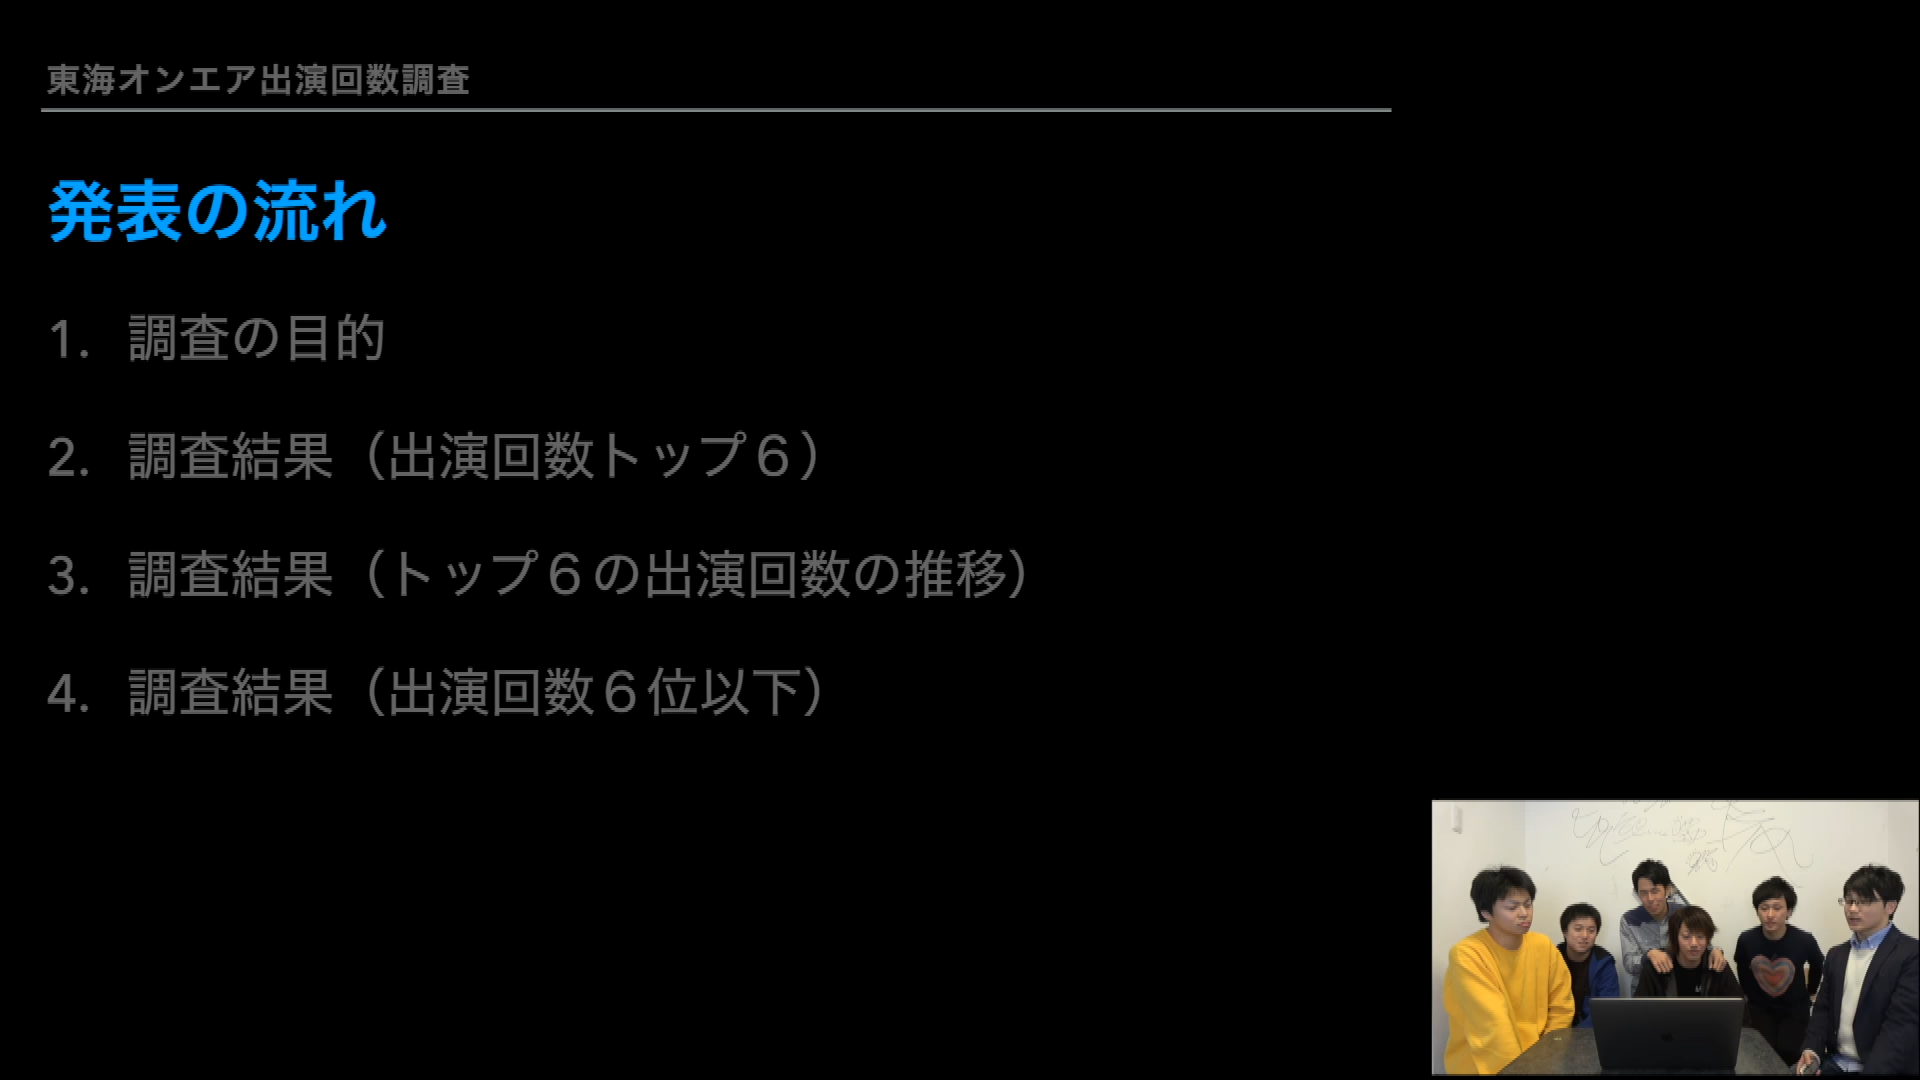 東海オンエア出演回数調査
発表の流れ
1. 調査の目的
2. 調査結果（出演回数トップ６）
3. 調査結果（トップ６の出演回数の推移）
4. 調査結果（出演回数６位以下）